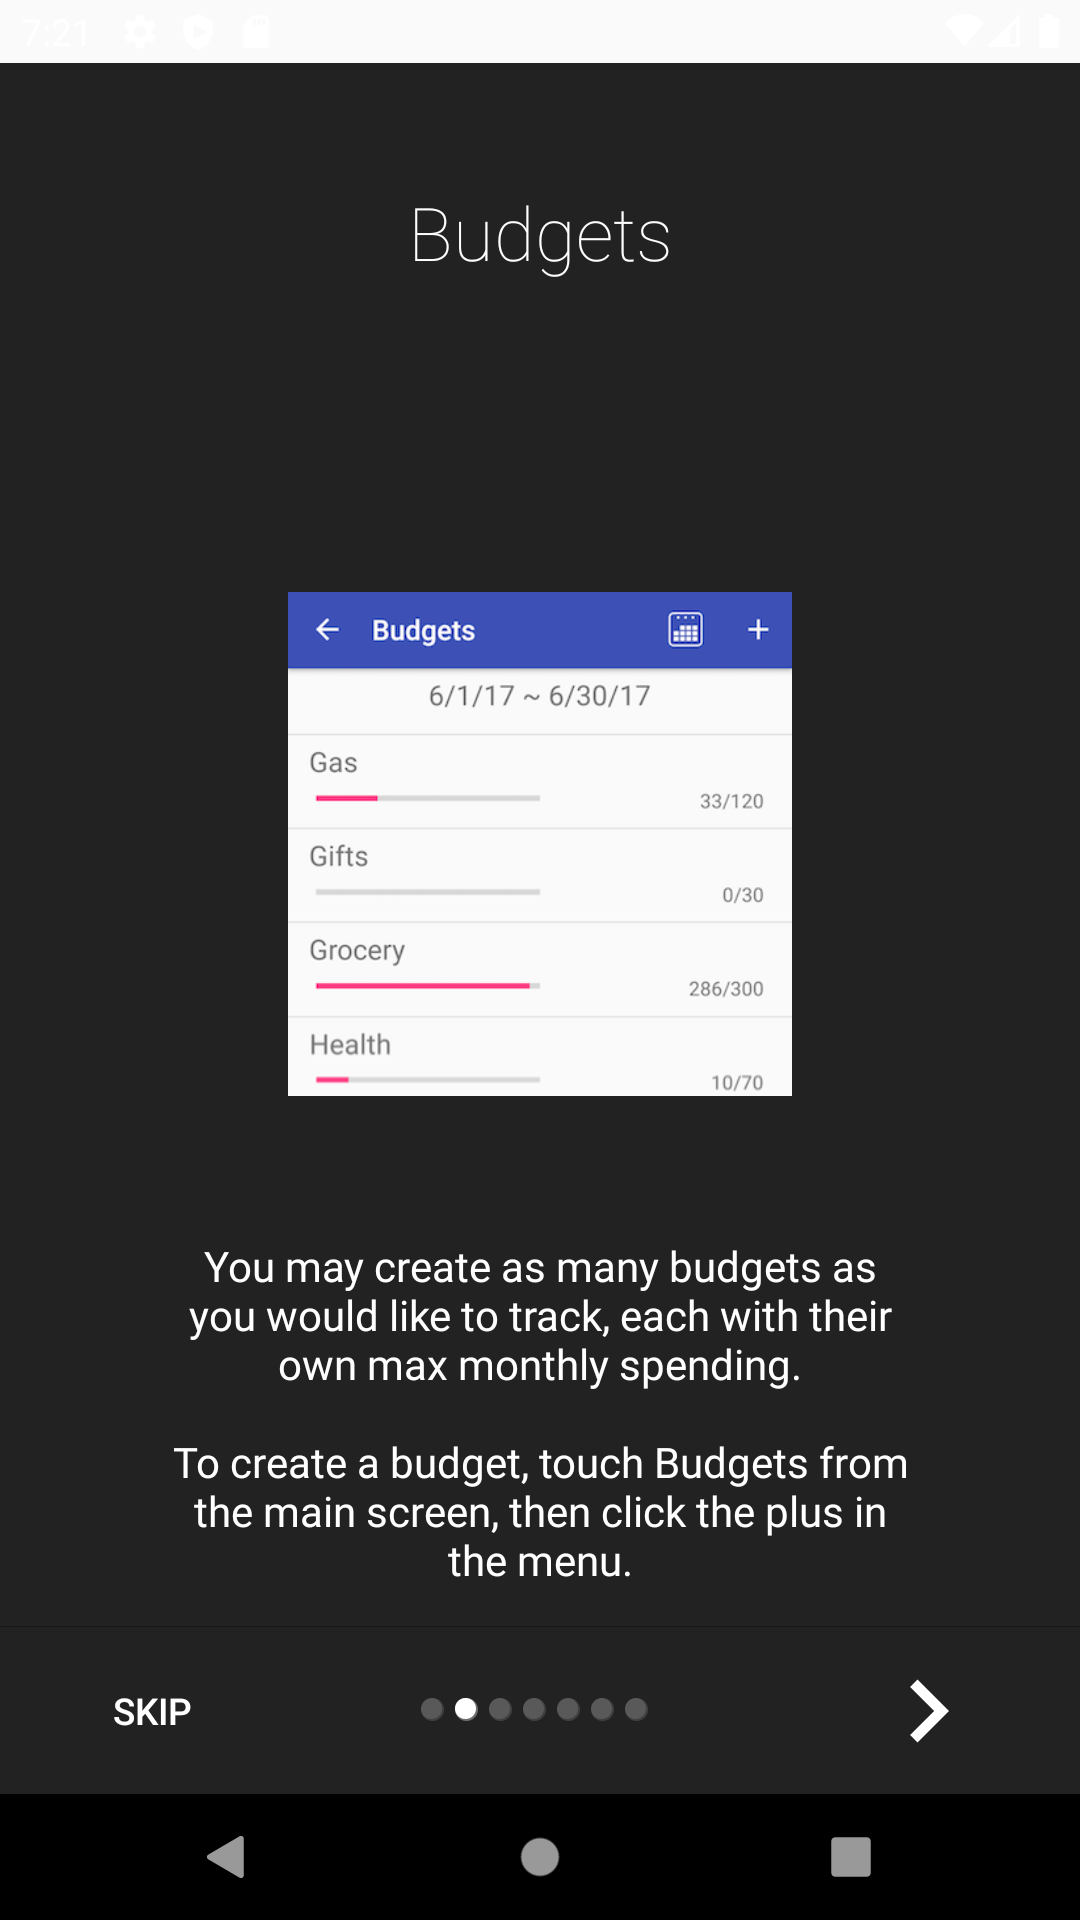 7:21
Budgets
Budgets
6/1/17 ~ 6/30/17
Gas
33/120
Gifts
0/30
Grocery
286/300
Health
10/70
You may create as many budgets as
you would like to track, each with their
own max monthly spending.
To create a budget, touch Budgets from
the main screen, then click the plus in
the menu.
SKIP